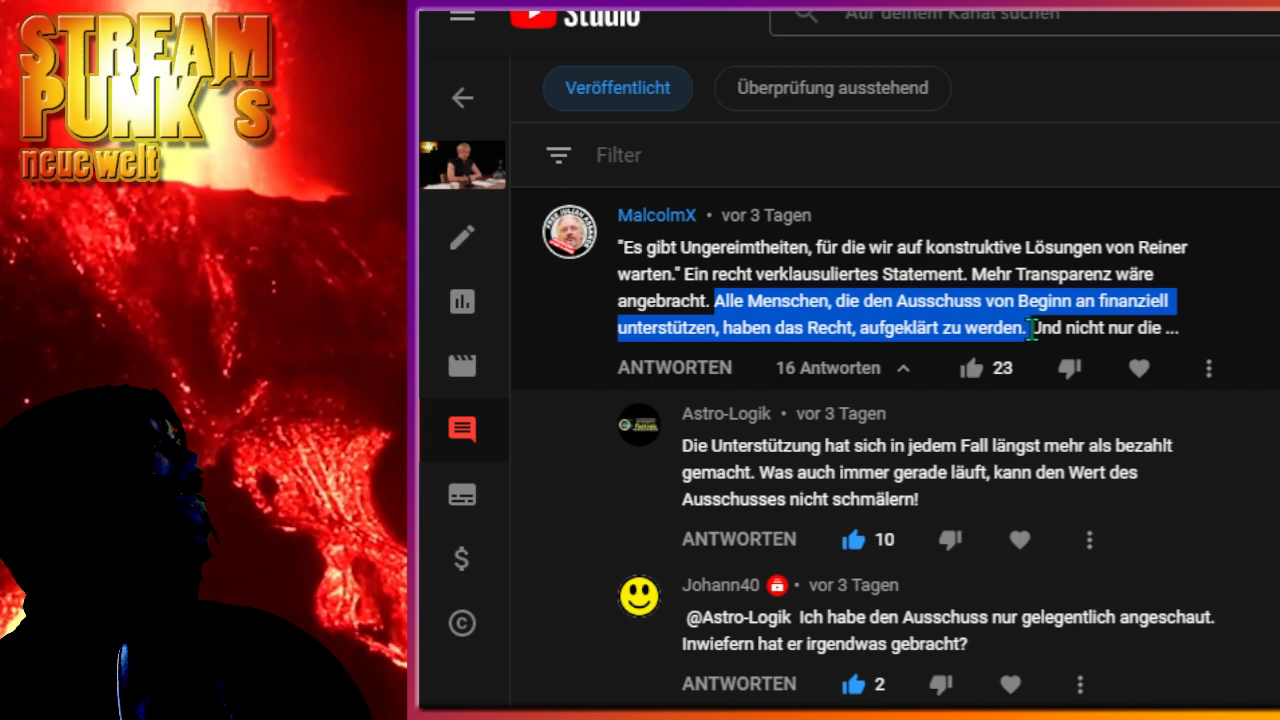 STREAM
PUNK´s
neue welt
Studio
Auf deinem Kanal suchen
Veröffentlicht
Überprüfung ausstehend
Filter
MalcolmX • vor 3 Tagen
"Es gibt Ungereimtheiten, für die wir auf konstruktive Lösungen von Reiner
warten." Ein recht verklausuliertes Statement. Mehr Transparenz wäre
angebracht. Alle Menschen, die den Ausschuss von Beginn an finanziell
unterstützen, haben das Recht, aufgeklärt zu werden. Und nicht nur die ...
ANTWORTEN 16 Antworten 23
Astro-Logik • vor 3 Tagen
Die Unterstützung hat sich in jedem Fall längst mehr als bezahlt
gemacht. Was auch immer gerade läuft, kann den Wert des
Ausschusses nicht schmälern!
ANTWORTEN 10
Johann40 • vor 3 Tagen
@Astro-Logik Ich habe den Ausschuss nur gelegentlich angeschaut.
Inwiefern hat er irgendwas gebracht?
ANTWORTEN 2